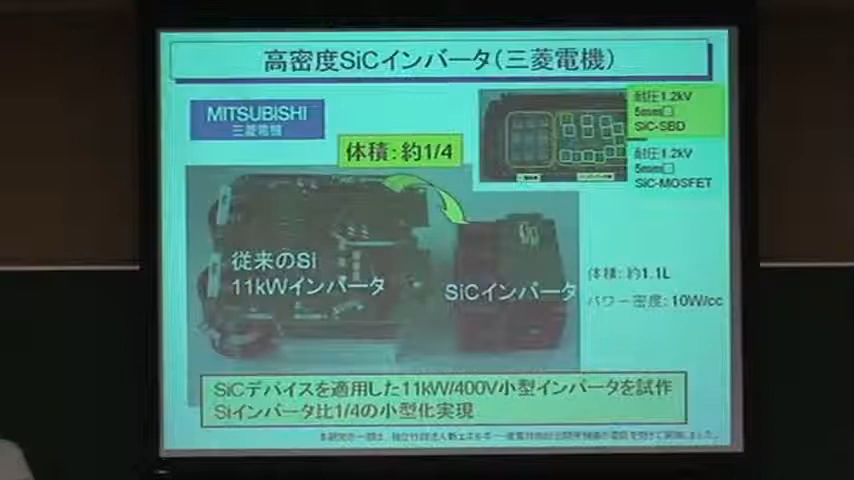 高密度SiCインバータ(三菱電機)
MITSUBISHI
三菱電機
体積:約1/4
耐圧1.2kV
5mm□
SiC-SBD
耐圧1.2kV
5mm□
SiC-MOSFET
従来のSi
11kWインバータ
SiCインバータ
体積:約1.1L
パワー密度:10W/cc
SiCデバイスを適用した11kW/400V小型インバータを試作
Siインバータ比1/4の小型化実現